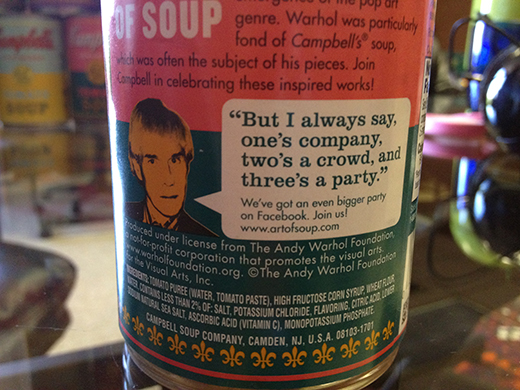 of the pop art
OF SOUP
genre. Warhol was particularly
fond of Campbell's® soup,
which was often the subject of his pieces. Join
Campbell in celebrating these inspired works!
Campbell's
SOUP
“But I always say,
one's company,
two's a crowd, and
three's a party.”
We've got an even bigger party
on Facebook. Join us!
www.artofsoup.com
Produced under license from The Andy Warhol Foundation,
not-for-profit corporation that promotes the visual arts.
www.warholfoundation.org. ©The Andy Warhol Foundation
for the Visual Arts, Inc.
INGREDIENTS: TOMATO PUREE (WATER, TOMATO PASTE), HIGH FRUCTOSE CORN SYRUP, WHEAT FLOUR,
WATER, CONTAINS LESS THAN 2% OF: SALT, POTASSIUM CHLORIDE, FLAVORING, CITRIC ACID, LOWER
SODIUM NATURAL SEA SALT, ASCORBIC ACID (VITAMIN C), MONOPOTASSIUM PHOSPHATE.
CAMPBELL SOUP COMPANY, CAMDEN, NJ, U.S.A. 08103-1701